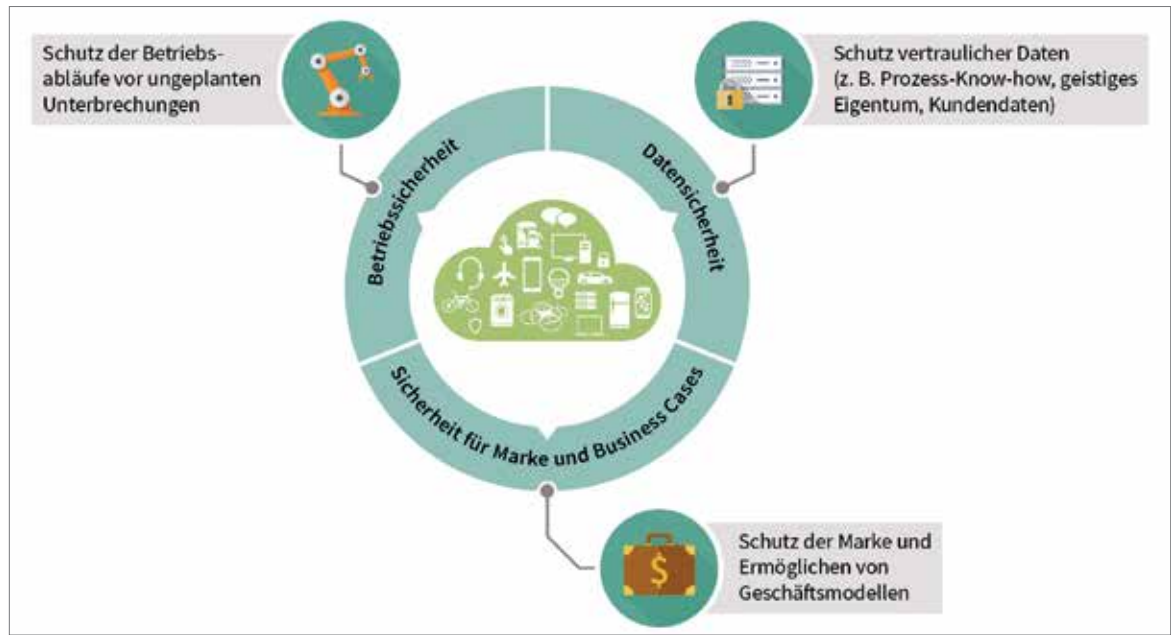 Schutz der Betriebs-
abläufe vor ungeplanten
Unterbrechungen
Schutz vertraulicher Daten
(z. B. Prozess-Know-how, geistiges
Eigentum, Kundendaten)
Betriebssicherheit
Datensicherheit
Sicherheit für Marke und Business Cases
$
Schutz der Marke und
Ermöglichen von
Geschäftsmodellen